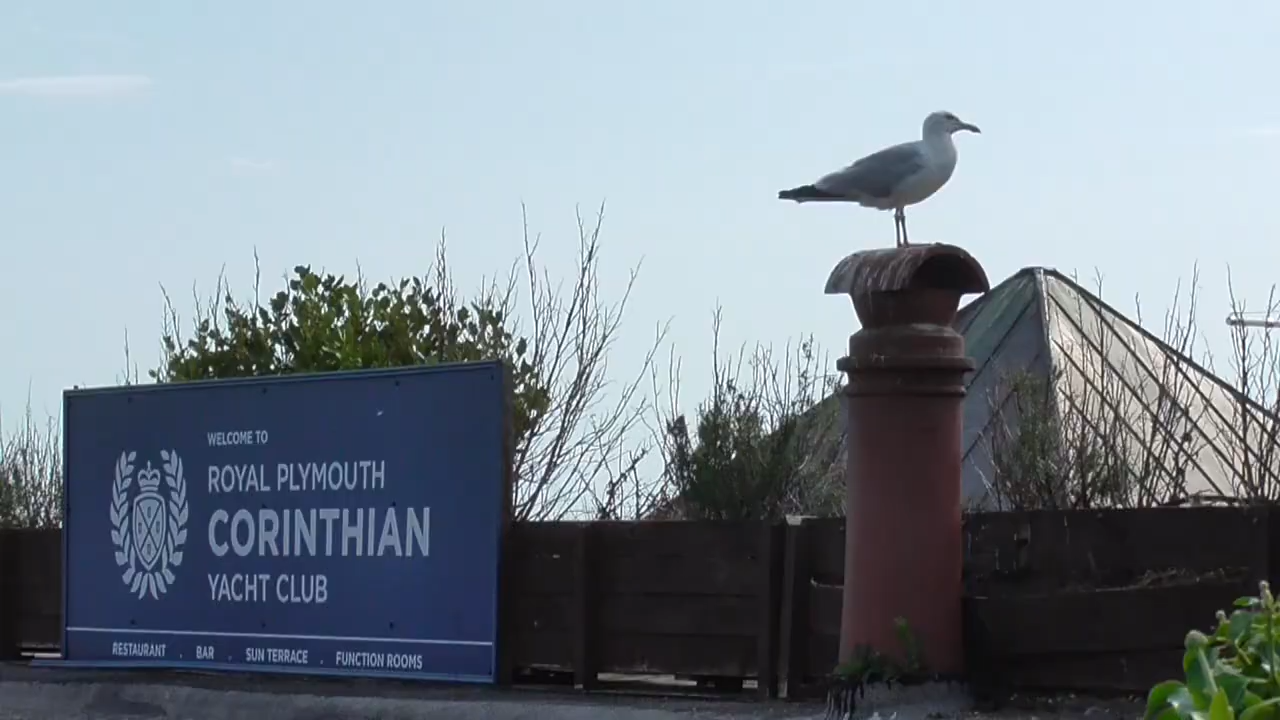 WELCOME TO
ROYAL PLYMOUTH
CORINTHIAN
YACHT CLUB
RESTAURANT . BAR . SUN TERRACE . FUNCTION ROOMS